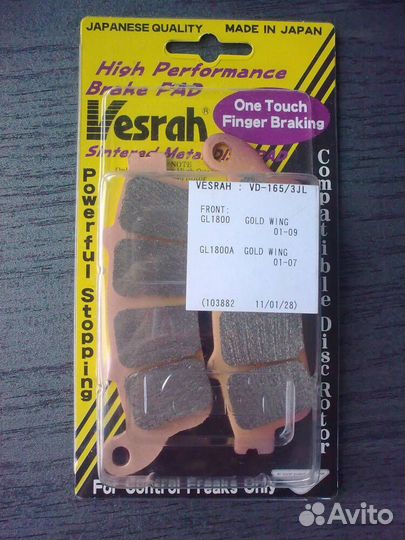 JAPANESE QUALITY MADE IN JAPAN
High Performance
Brake PAD
Vesrah®
One Touch
Finger Braking
Sintered Metal
NOTE
VESRAH : VD-165/3JL
FRONT:
GL1800 GOLD WING
01-09
GL1800A GOLD WING
01-07
(103882 11/01/28)
Powerful Stopping
Compatible Disc Rotor
For Control Freaks Only
Avito